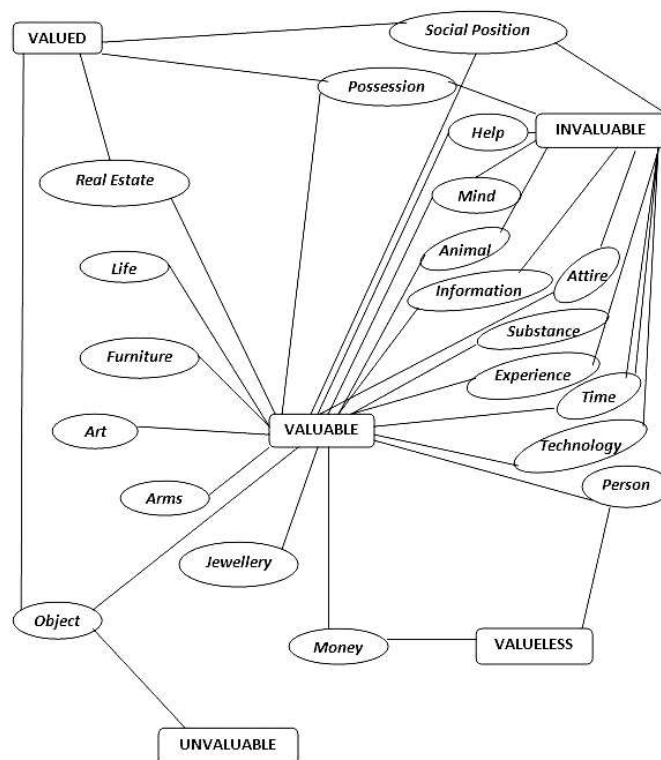 Social Position
VALUED
Possession
Help
INVALUABLE
Real Estate
Mind
Animal
Life
Information
Attire
Substance
Furniture
Experience
Time
Art
VALUABLE
Technology
Person
Arms
Jewellery
Object
Money
VALUELESS
UNVALUABLE